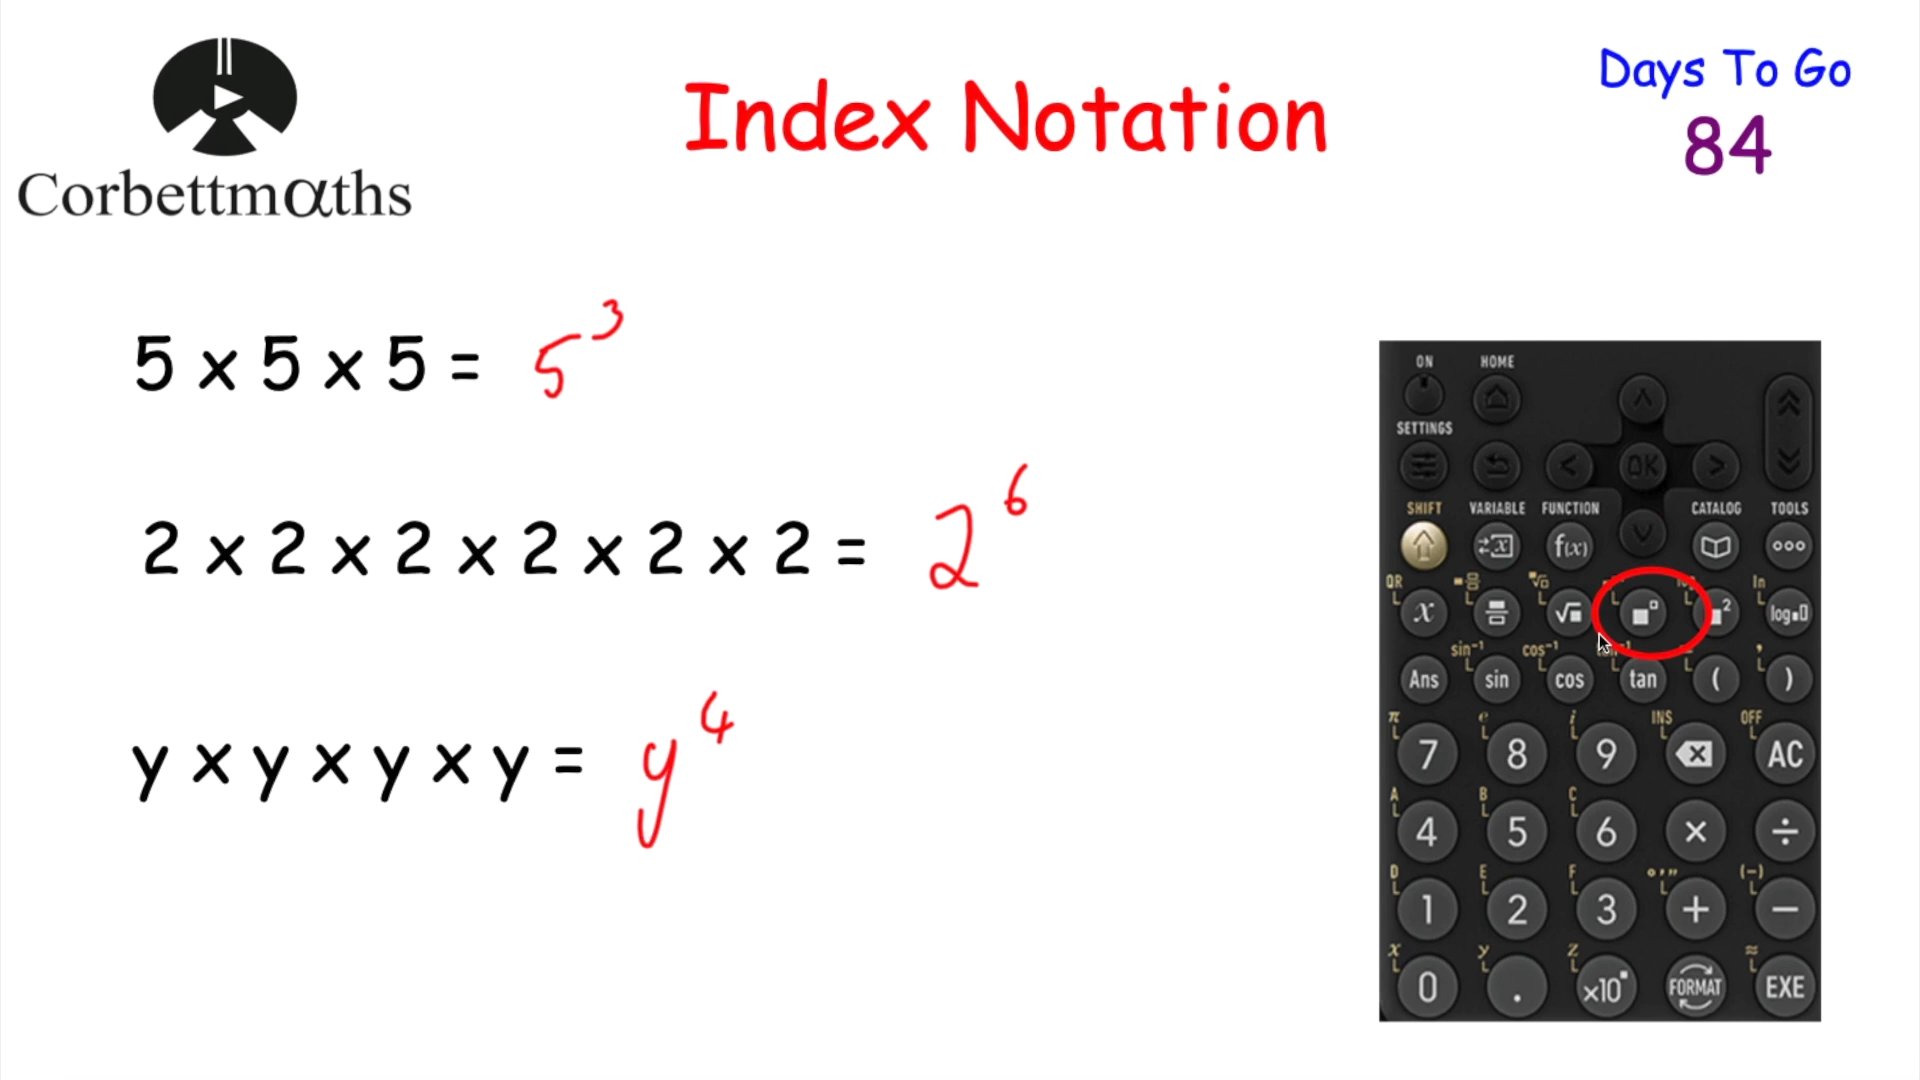 Corbettmαths
Index Notation
Days To Go
84
5 x 5 x 5 = 5³
2 x 2 x 2 x 2 x 2 x 2 = 2⁶
y x y x y x y = y⁴
ON HOME
SETTINGS
OK
SHIFT VARIABLE FUNCTION CATALOG TOOLS
x f(x)
QR ln
x √■ ■² log
sin⁻¹ cos⁻¹ ,
Ans sin cos tan ( )
π e i INS OFF
7 8 9 AC
A B C
4 5 6 × ÷
D E F °′″ (−)
1 2 3 + −
x y z ≈
0 . ×10■ FORMAT EXE